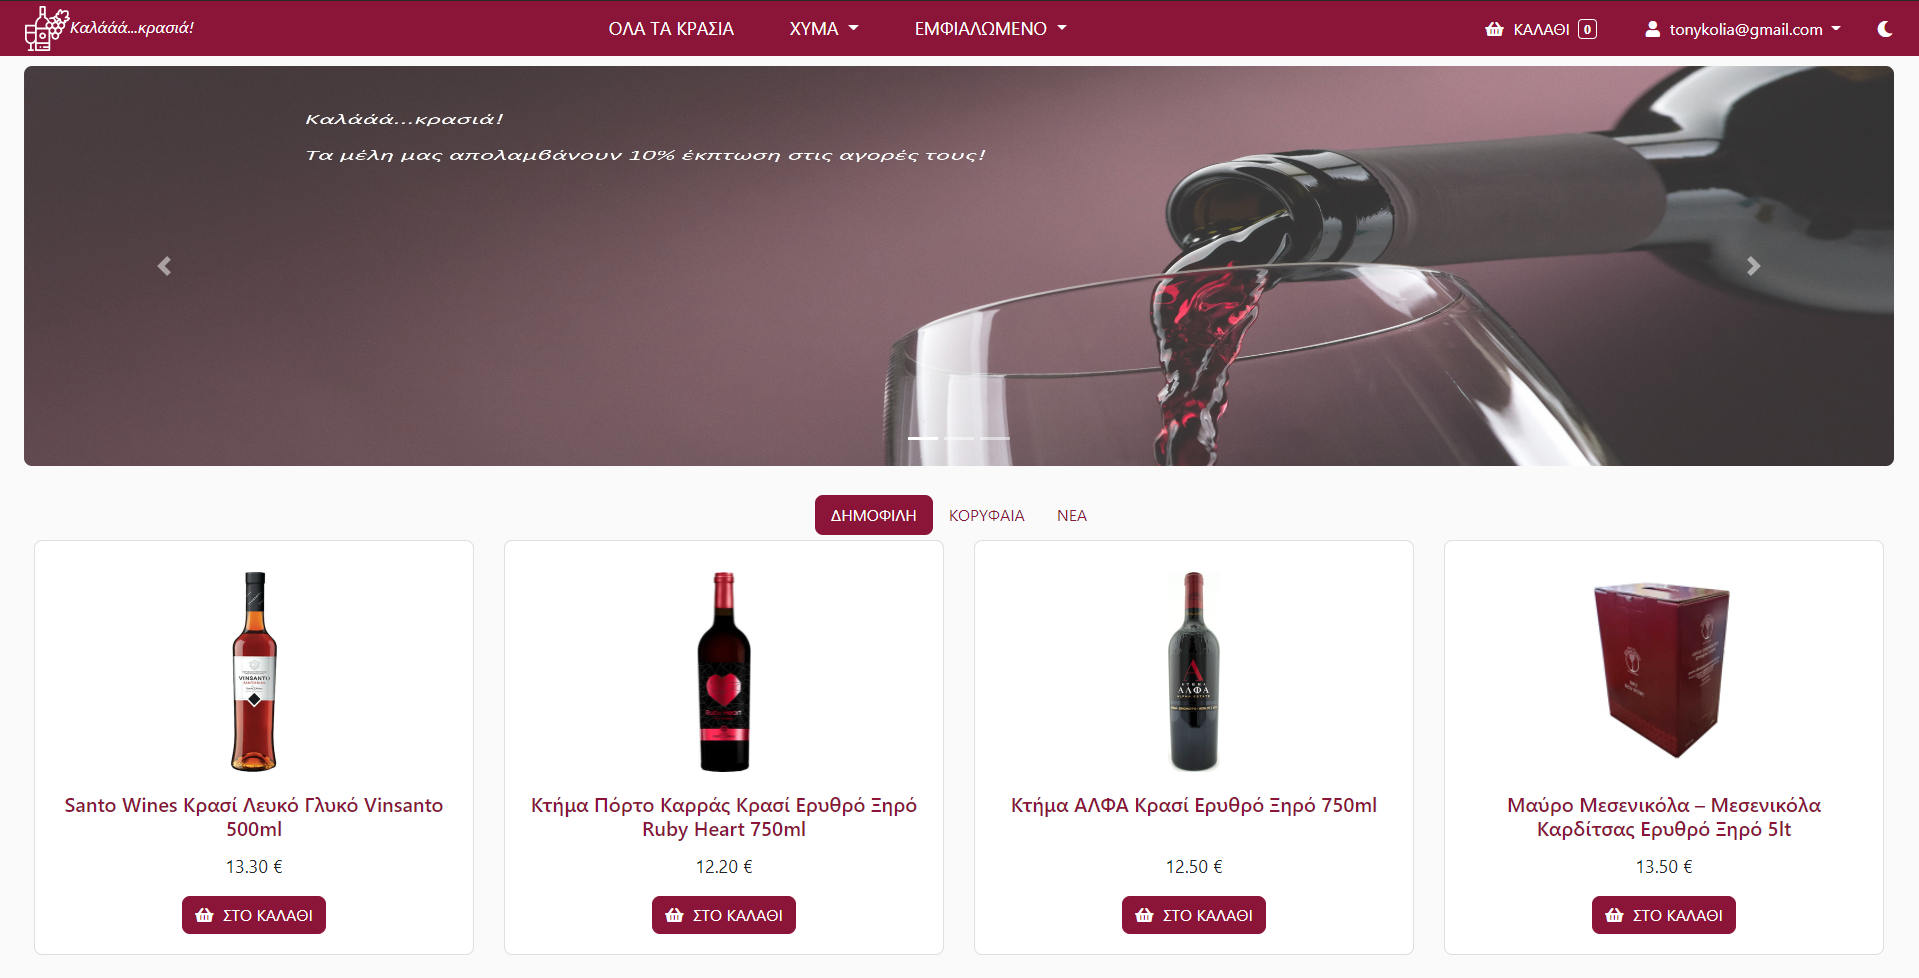 Καλάάά...κρασιά!
ΟΛΑ ΤΑ ΚΡΑΣΙΑ
ΧΥΜΑ
ΕΜΦΙΑΛΩΜΕΝΟ
ΚΑΛΑΘΙ 0
tonykolia@gmail.com
Καλάάά...κρασιά!
Τα μέλη μας απολαμβάνουν 10% έκπτωση στις αγορές τους!
ΔΗΜΟΦΙΛΗ
ΚΟΡΥΦΑΙΑ
ΝΕΑ
VINSANTO
ΚΤΗΜΑ
ΑΛΦΑ
ALPHA ESTATE
Santo Wines Κρασί Λευκό Γλυκό Vinsanto
500ml
13.30 €
ΣΤΟ ΚΑΛΑΘΙ
Κτήμα Πόρτο Καρράς Κρασί Ερυθρό Ξηρό
Ruby Heart 750ml
12.20 €
ΣΤΟ ΚΑΛΑΘΙ
Κτήμα ΑΛΦΑ Κρασί Ερυθρό Ξηρό 750ml
12.50 €
ΣΤΟ ΚΑΛΑΘΙ
Μαύρο Μεσενικόλα – Μεσενικόλα
Καρδίτσας Ερυθρό Ξηρό 5lt
13.50 €
ΣΤΟ ΚΑΛΑΘΙ